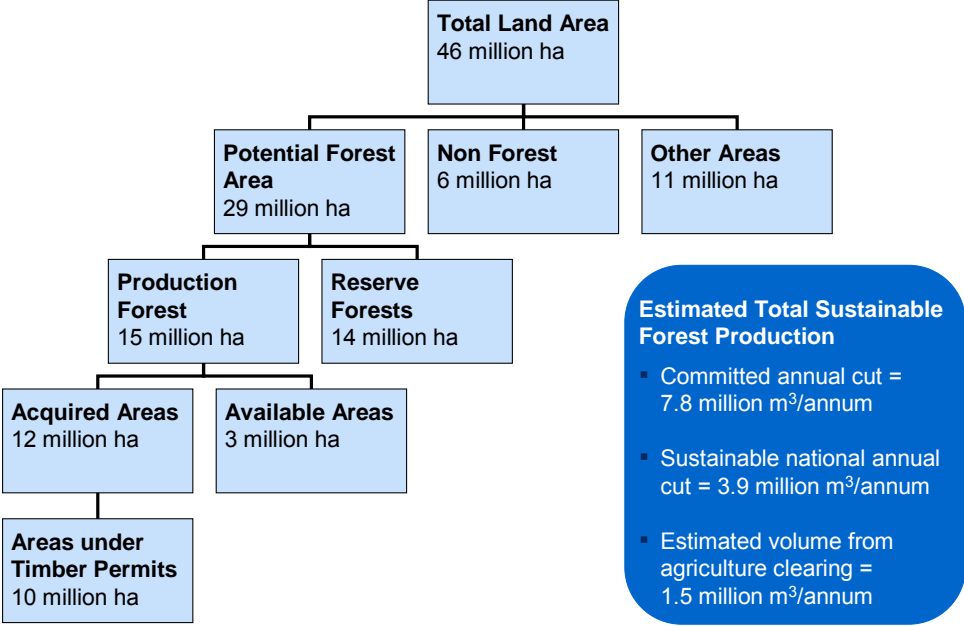 Total Land Area
46 million ha
Potential Forest
Area
29 million ha
Non Forest
6 million ha
Other Areas
11 million ha
Production
Forest
15 million ha
Reserve
Forests
14 million ha
Acquired Areas
12 million ha
Available Areas
3 million ha
Areas under
Timber Permits
10 million ha
Estimated Total Sustainable
Forest Production
▪ Committed annual cut =
7.8 million m³/annum
▪ Sustainable national annual
cut = 3.9 million m³/annum
▪ Estimated volume from
agriculture clearing =
1.5 million m³/annum